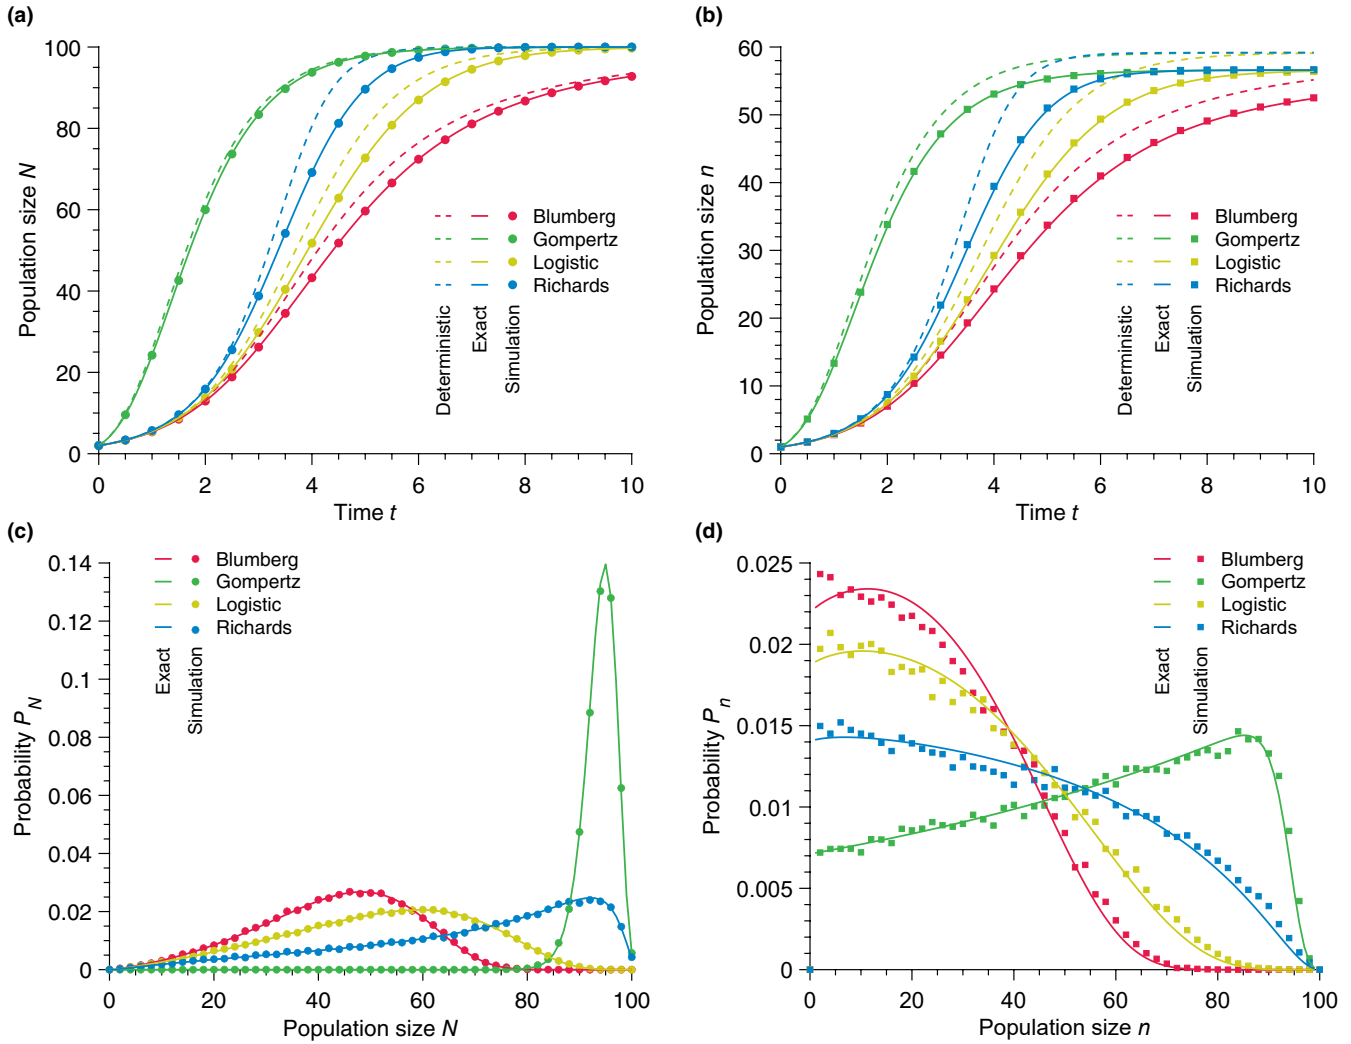 (a)
100
80
60
40
20
0
Population size N
0 2 4 6 8 10
Time t
Blumberg
Gompertz
Logistic
Richards
Deterministic
Exact
Simulation
(b)
60
50
40
30
20
10
0
Population size n
0 2 4 6 8 10
Time t
Blumberg
Gompertz
Logistic
Richards
Deterministic
Exact
Simulation
(c)
0.14
0.12
0.1
0.08
0.06
0.04
0.02
0
Probability PN
0 20 40 60 80 100
Population size N
Blumberg
Gompertz
Logistic
Richards
Exact
Simulation
(d)
0.025
0.02
0.015
0.01
0.005
0
Probability Pn
0 20 40 60 80 100
Population size n
Blumberg
Gompertz
Logistic
Richards
Exact
Simulation